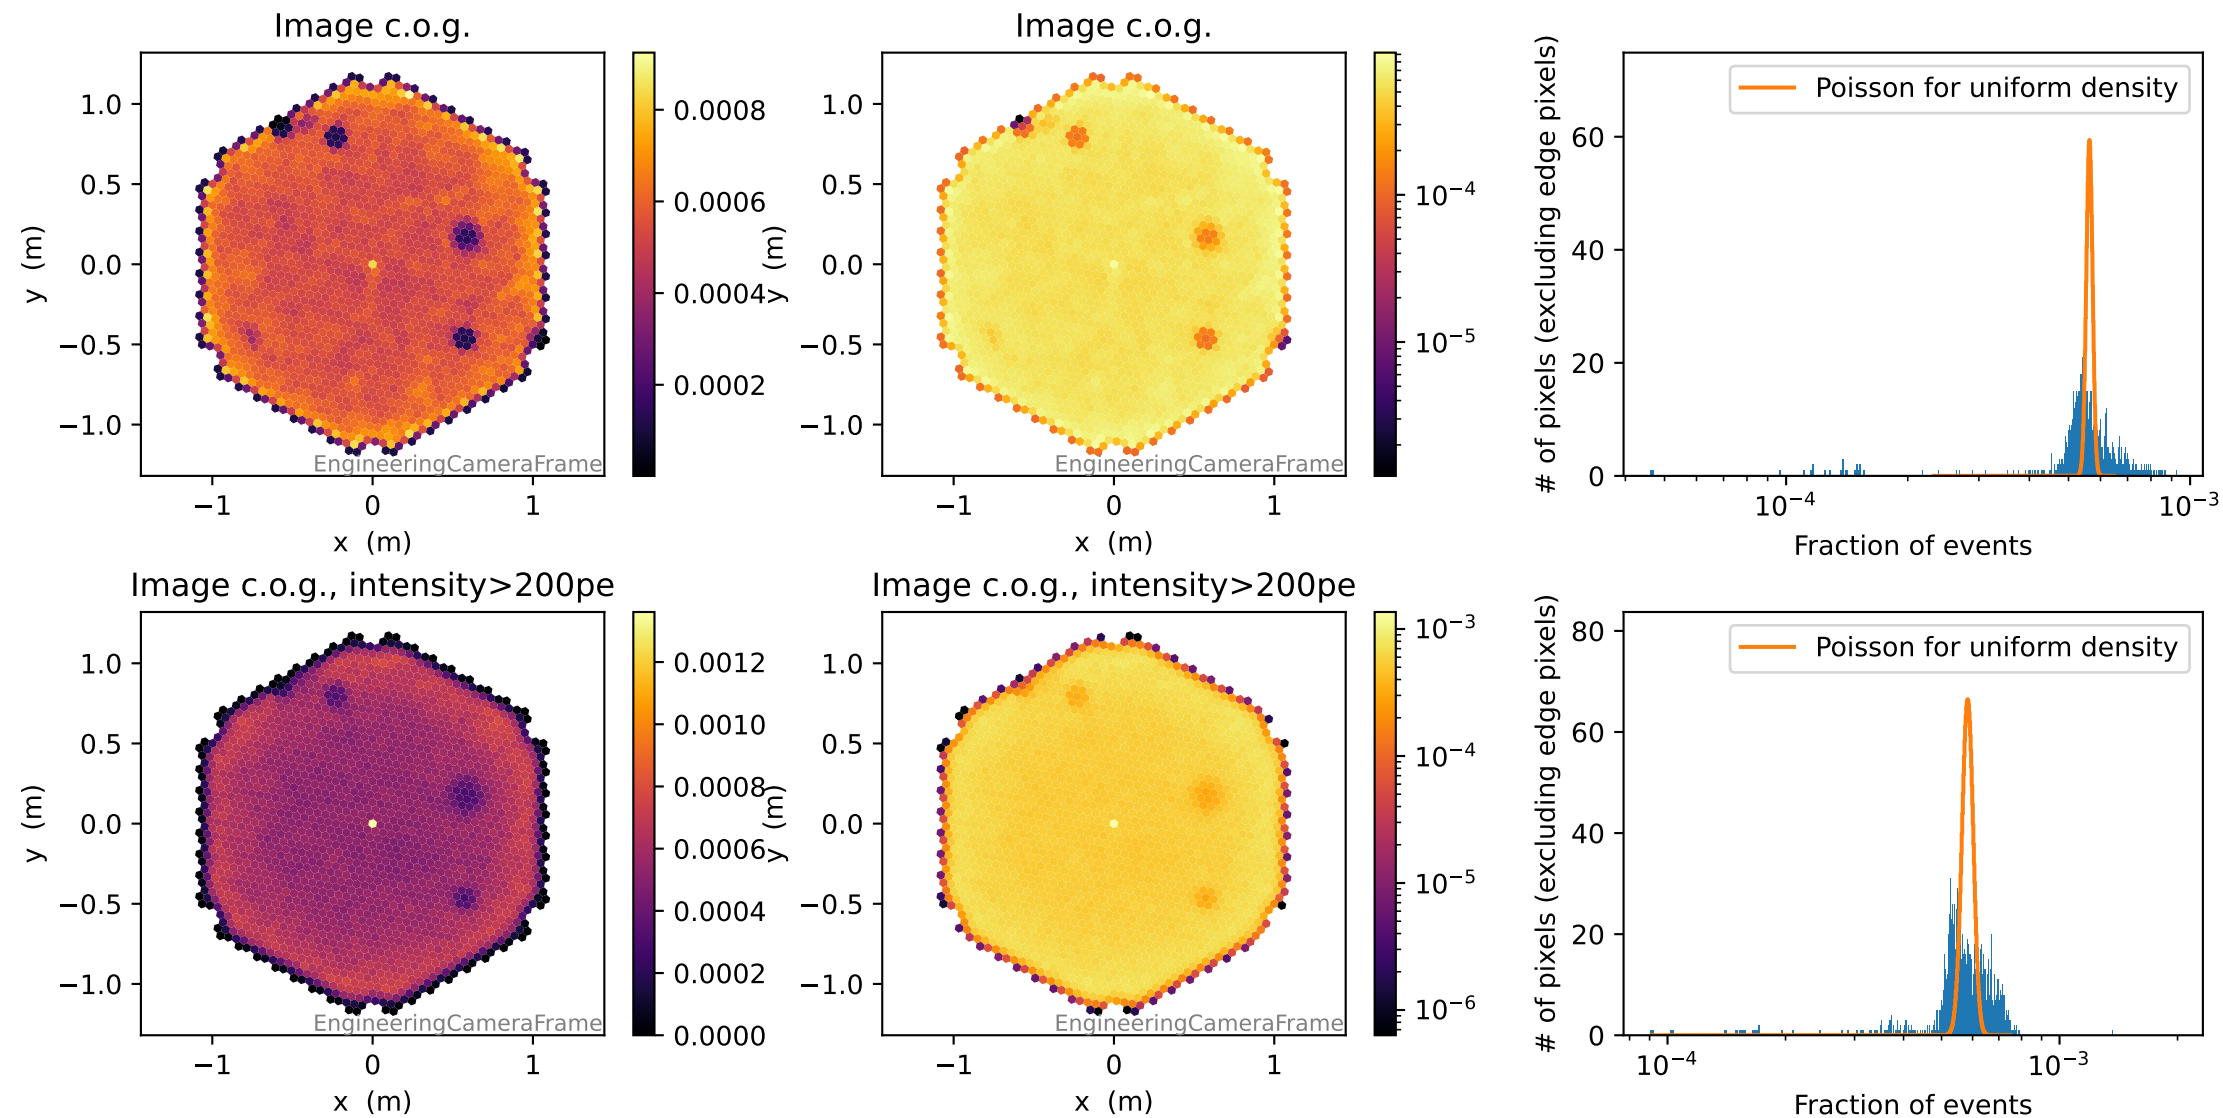 Image c.o.g.
y (m)
1.0
0.5
0.0
−0.5
−1.0
EngineeringCameraFrame
−1 0 1
x (m)
0.0008
0.0006
0.0004
0.0002
Image c.o.g.
y (m)
1.0
0.5
0.0
−0.5
−1.0
EngineeringCameraFrame
−1 0 1
x (m)
10⁻⁴
10⁻⁵
# of pixels (excluding edge pixels)
Poisson for uniform density
60
40
20
0
10⁻⁴ 10⁻³
Fraction of events
Image c.o.g., intensity>200pe
y (m)
1.0
0.5
0.0
−0.5
−1.0
EngineeringCameraFrame
−1 0 1
x (m)
0.0012
0.0010
0.0008
0.0006
0.0004
0.0002
0.0000
Image c.o.g., intensity>200pe
y (m)
1.0
0.5
0.0
−0.5
−1.0
EngineeringCameraFrame
−1 0 1
x (m)
10⁻³
10⁻⁴
10⁻⁵
10⁻⁶
# of pixels (excluding edge pixels)
Poisson for uniform density
80
60
40
20
0
10⁻⁴ 10⁻³
Fraction of events